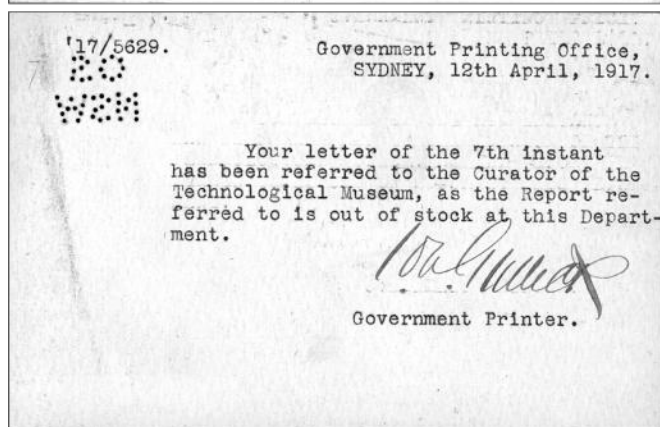 '17/5629.
Government Printing Office,
SYDNEY, 12th April, 1917.
OS
NSW
Your letter of the 7th instant
has been referred to the Curator of the
Technological Museum, as the Report re-
ferred to is out of stock at this Depart-
ment.
Government Printer.